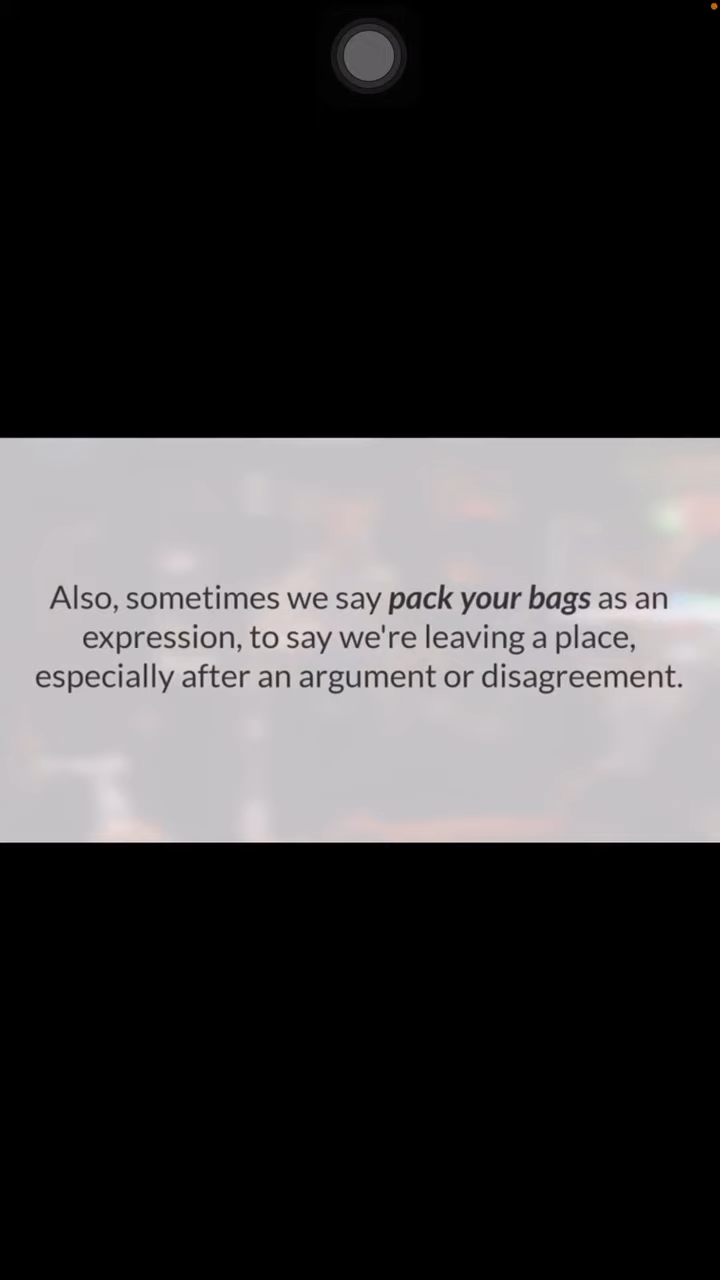 Also, sometimes we say pack your bags as an
expression, to say we're leaving a place,
especially after an argument or disagreement.